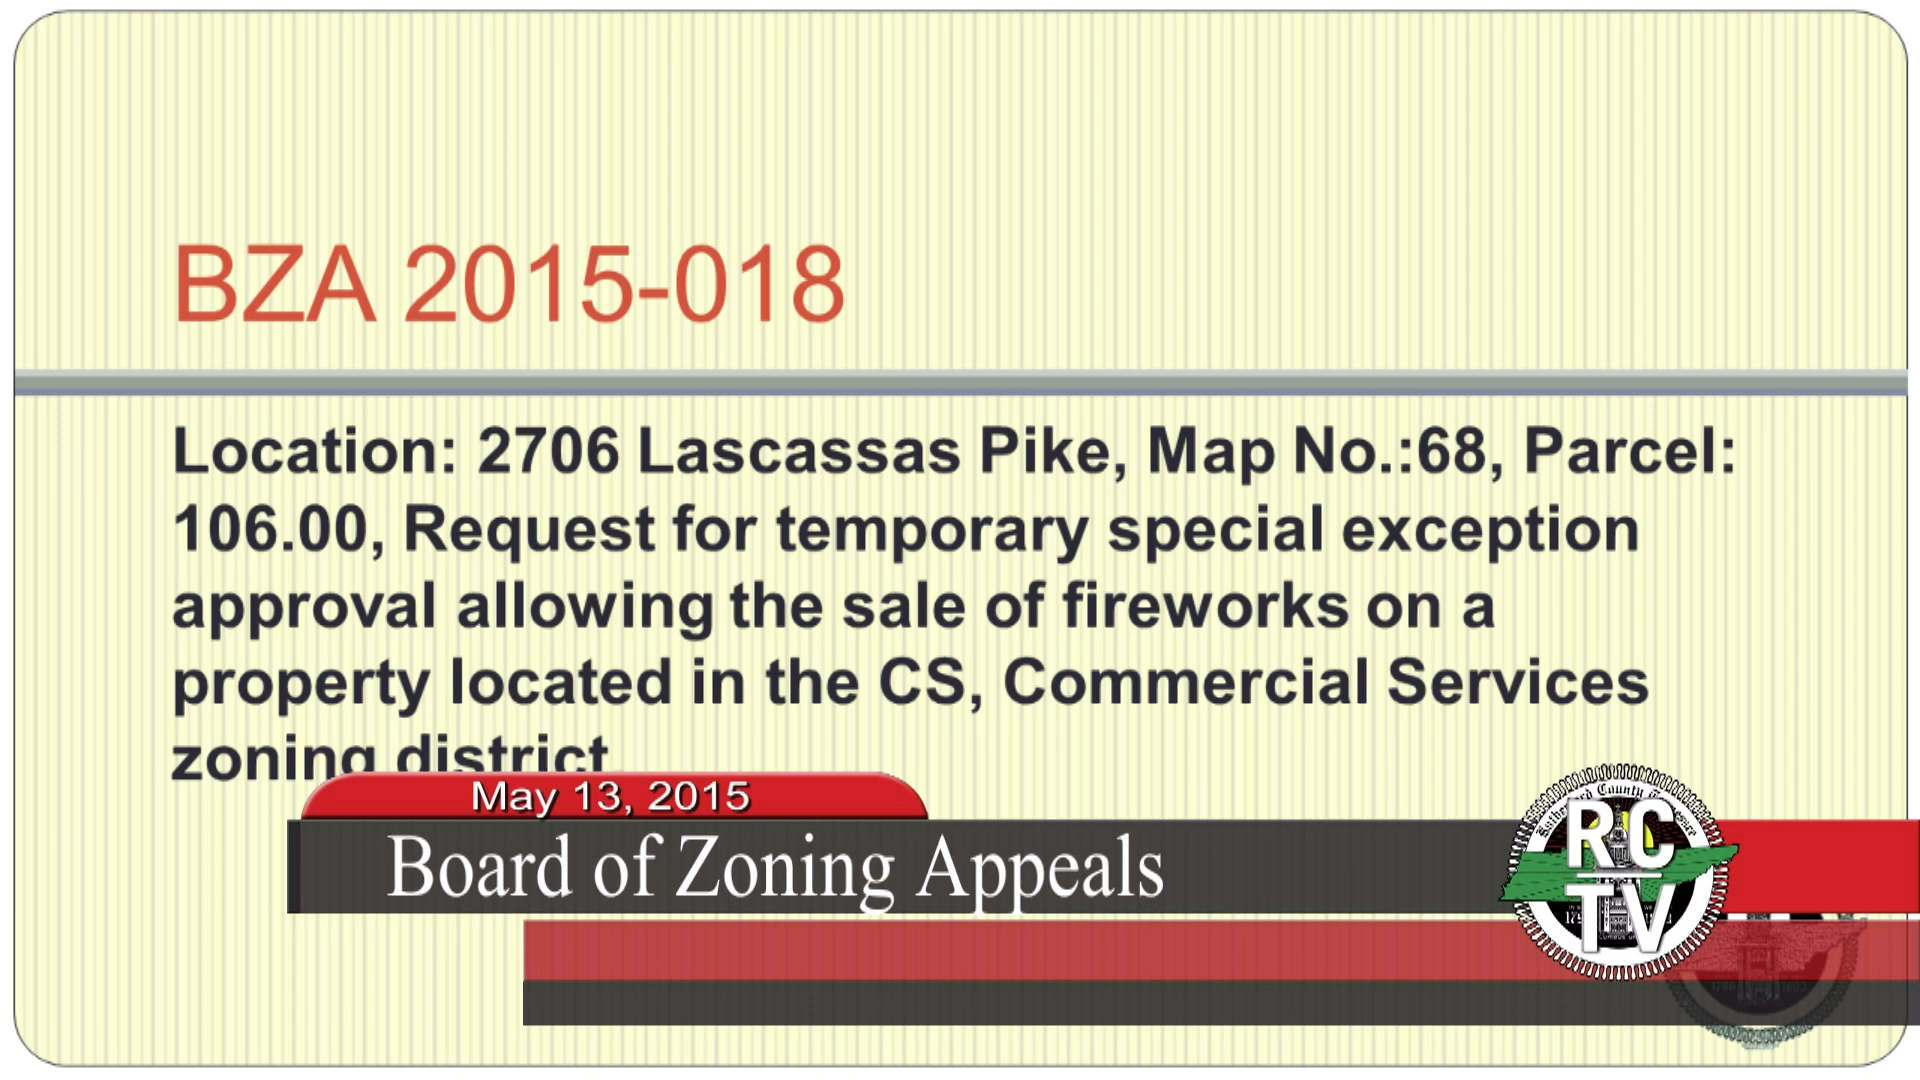 BZA 2015-018
Location: 2706 Lascassas Pike, Map No.:68, Parcel:
106.00, Request for temporary special exception
approval allowing the sale of fireworks on a
property located in the CS, Commercial Services
zoning district
May 13, 2015
Board of Zoning Appeals
RC
TV